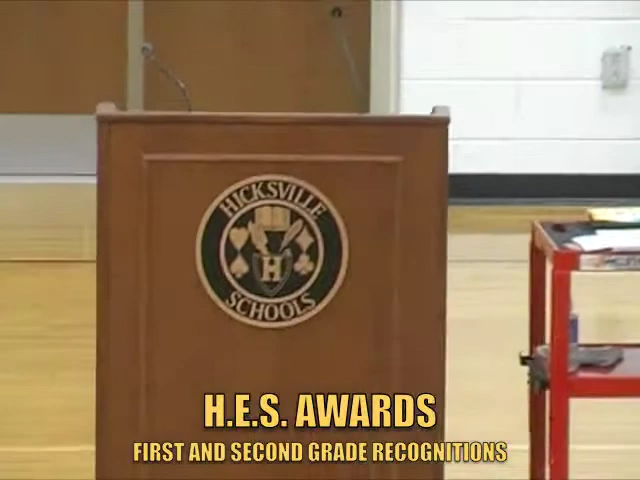 HICKSVILLE
H
SCHOOLS
H.E.S. AWARDS
FIRST AND SECOND GRADE RECOGNITIONS